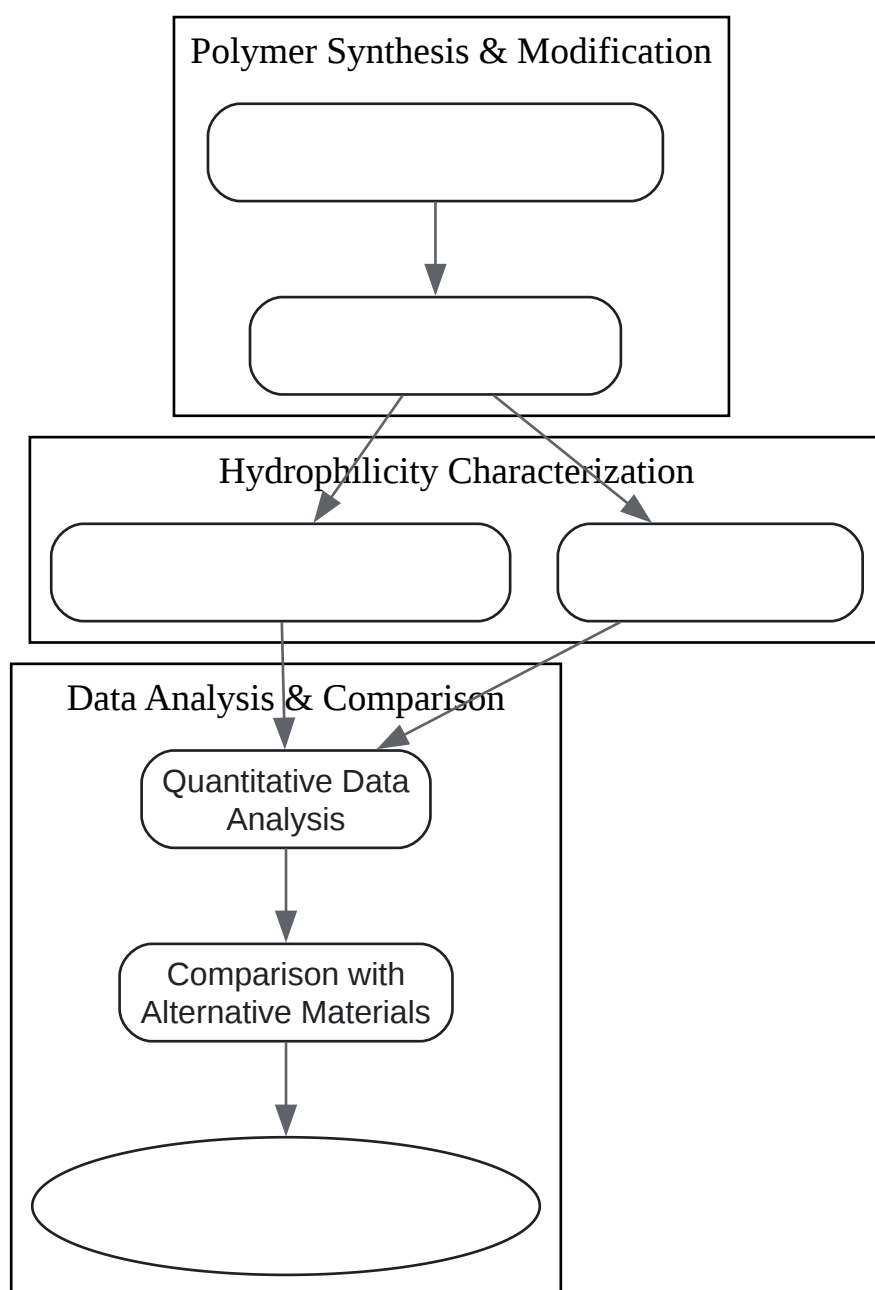 Polymer Synthesis & Modification
Hydrophilicity Characterization
Data Analysis & Comparison
Quantitative Data
Analysis
Comparison with
Alternative Materials